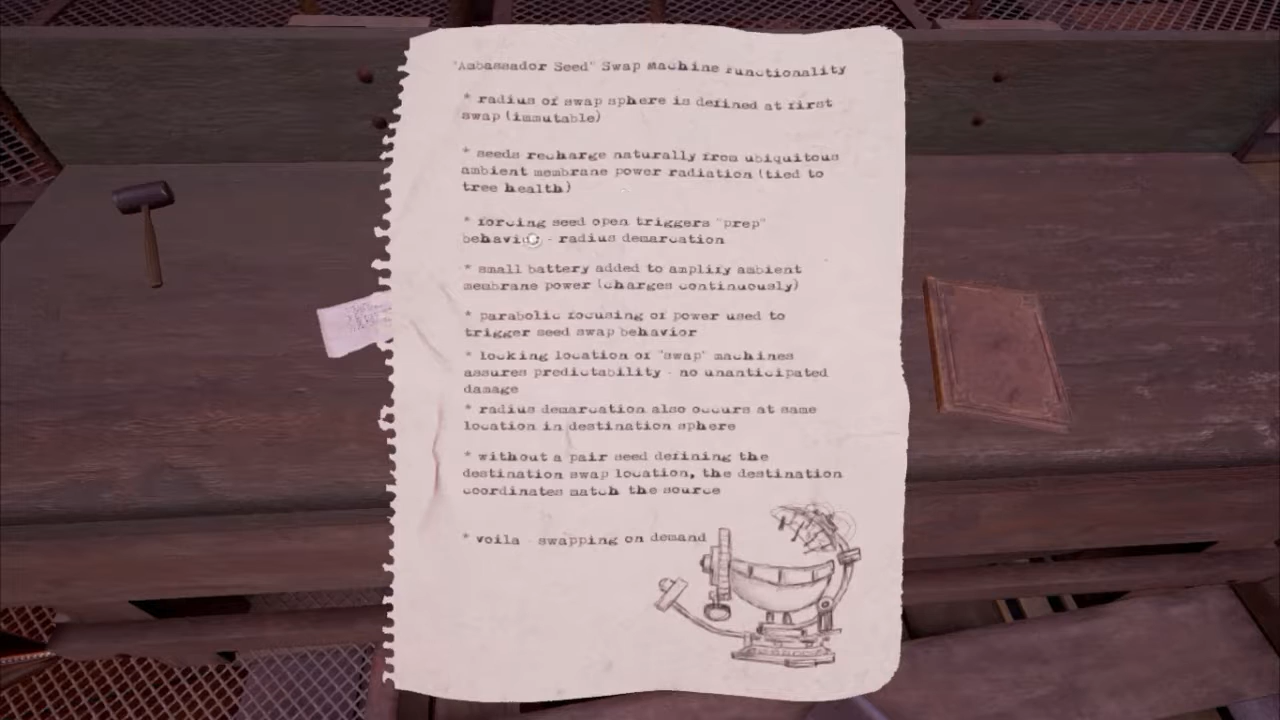 "Ambassador Seed" Swap machine functionality
* radius of swap sphere is defined at first
swap (immutable)
* seeds recharge naturally from ubiquitous
ambient membrane power radiation (tied to
tree health)
* forcing seed open triggers "prep"
behavior - radius demarcation
* small battery added to amplify ambient
membrane power (charges continuously)
* parabolic focusing of power used to
trigger seed swap behavior
* locking location of "swap" machines
assures predictability - no unanticipated
damage
* radius demarcation also occurs at same
location in destination sphere
* without a pair seed defining the
destination swap location, the destination
coordinates match the source
* voila - swapping on demand